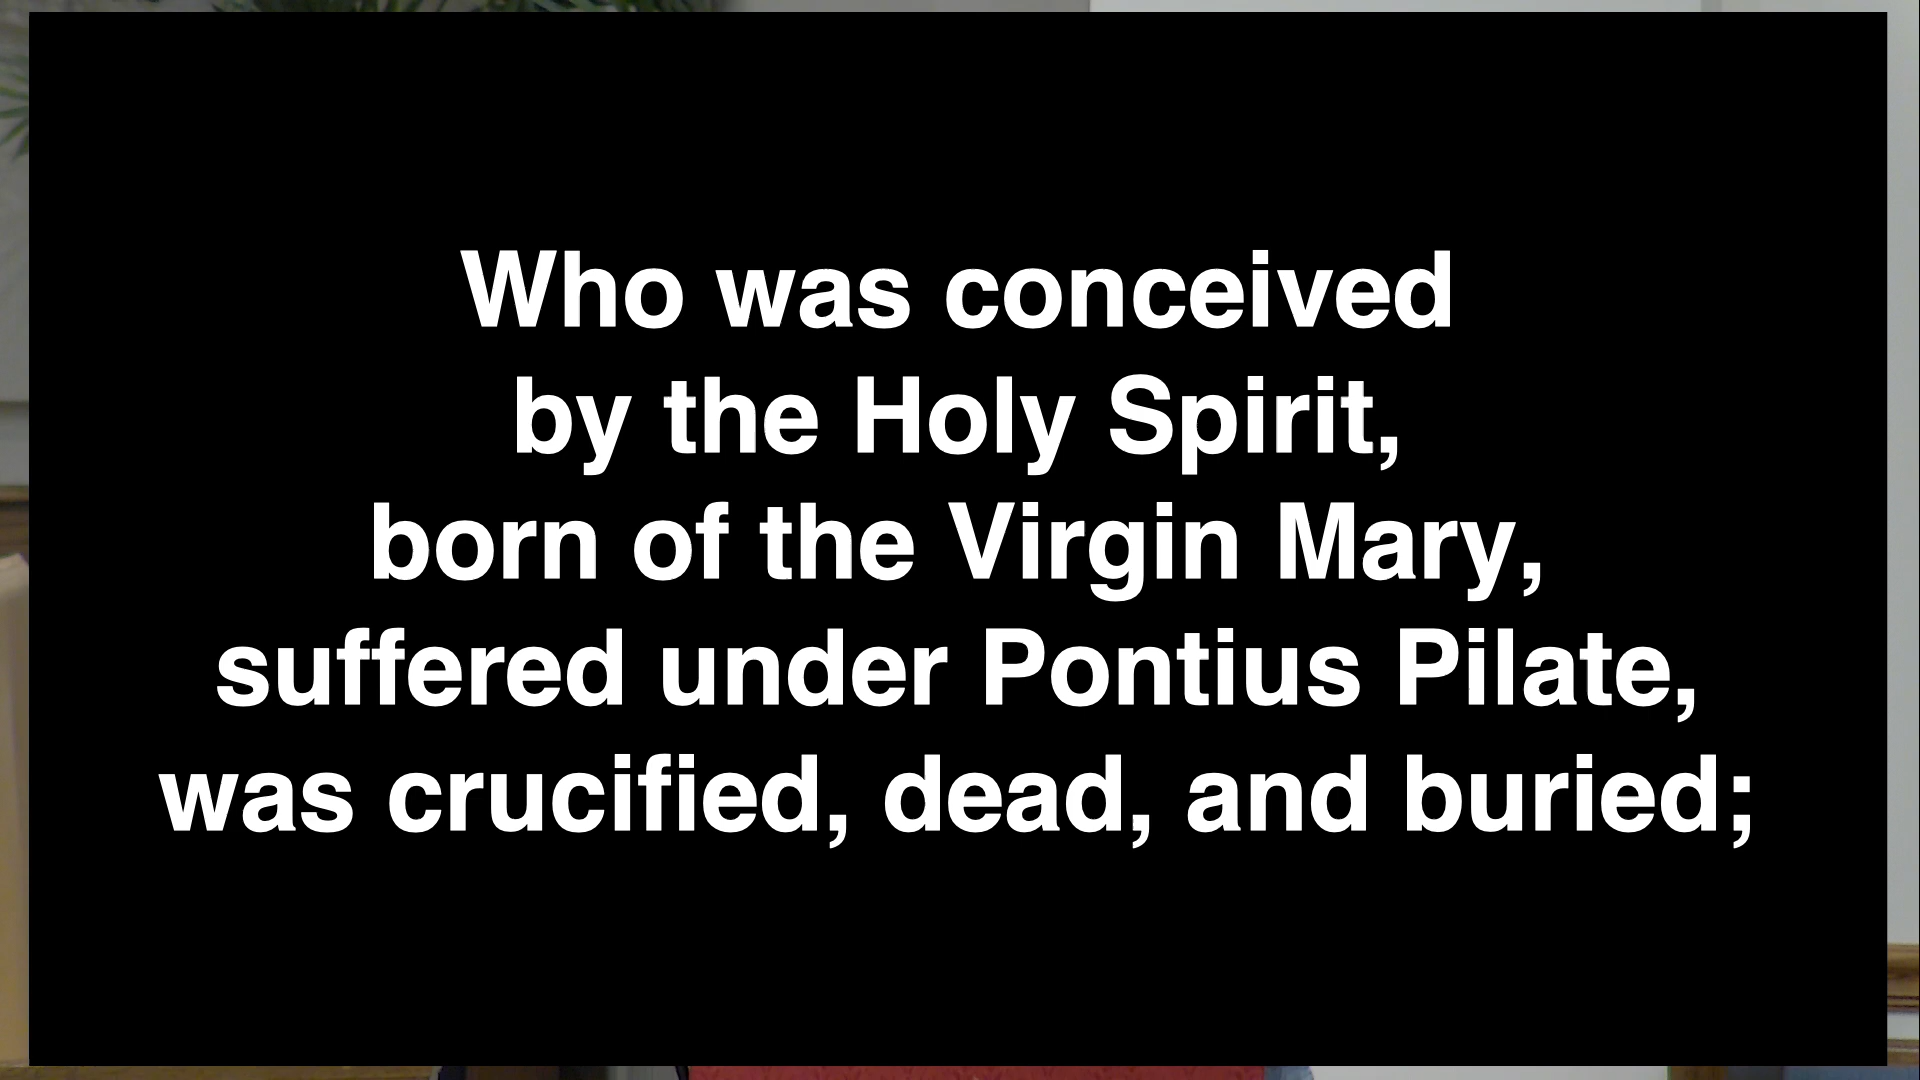 Who was conceived
by the Holy Spirit,
born of the Virgin Mary,
suffered under Pontius Pilate,
was crucified, dead, and buried;